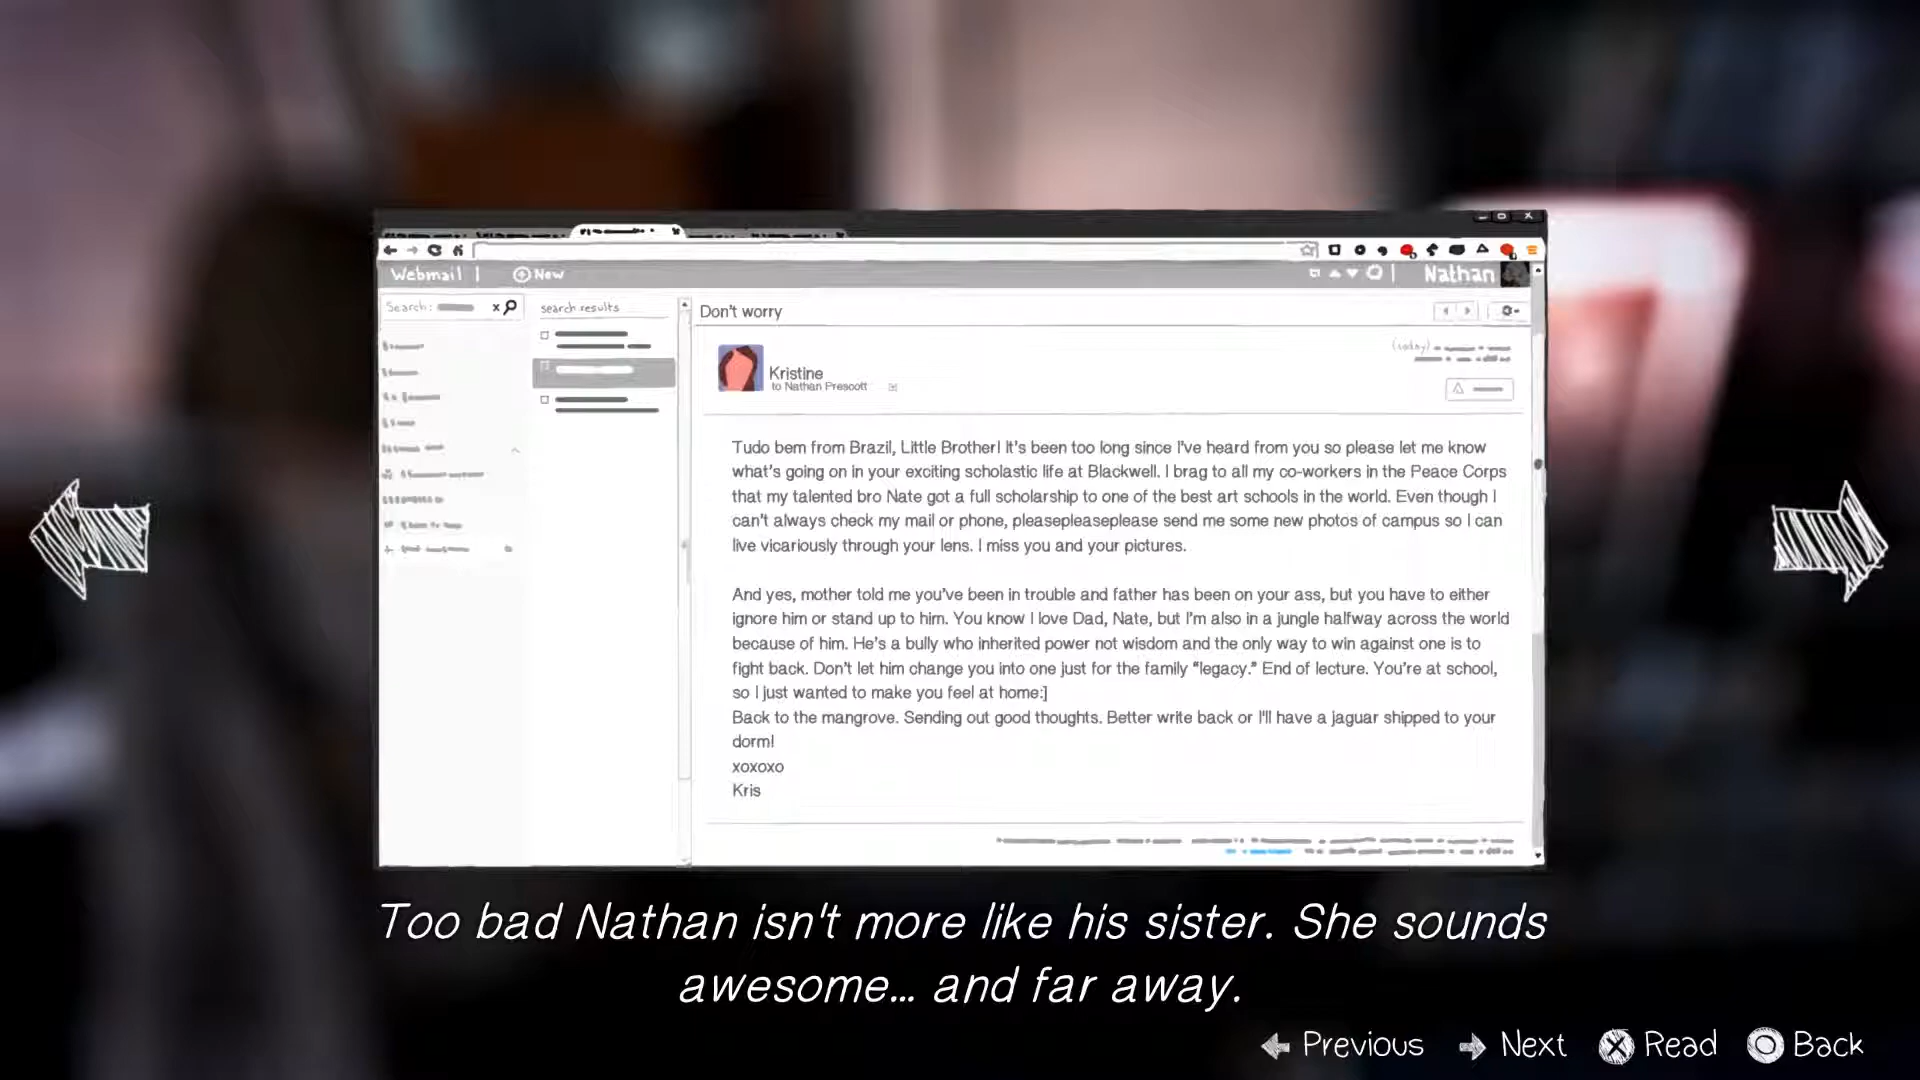 Webmail | New
Nathan
Search:
search results
Don't worry
(today)
Kristine
to Nathan Prescott
Tudo bem from Brazil, Little Brother! It's been too long since I've heard from you so please let me know
what's going on in your exciting scholastic life at Blackwell. I brag to all my co-workers in the Peace Corps
that my talented bro Nate got a full scholarship to one of the best art schools in the world. Even though I
can't always check my mail or phone, pleasepleaseplease send me some new photos of campus so I can
live vicariously through your lens. I miss you and your pictures.
And yes, mother told me you've been in trouble and father has been on your ass, but you have to either
ignore him or stand up to him. You know I love Dad, Nate, but I'm also in a jungle halfway across the world
because of him. He's a bully who inherited power not wisdom and the only way to win against one is to
fight back. Don't let him change you into one just for the family "legacy." End of lecture. You're at school,
so I just wanted to make you feel at home:]
Back to the mangrove. Sending out good thoughts. Better write back or I'll have a jaguar shipped to your
dorm!
xoxoxo
Kris
Too bad Nathan isn't more like his sister. She sounds
awesome... and far away.
Previous Next Read Back